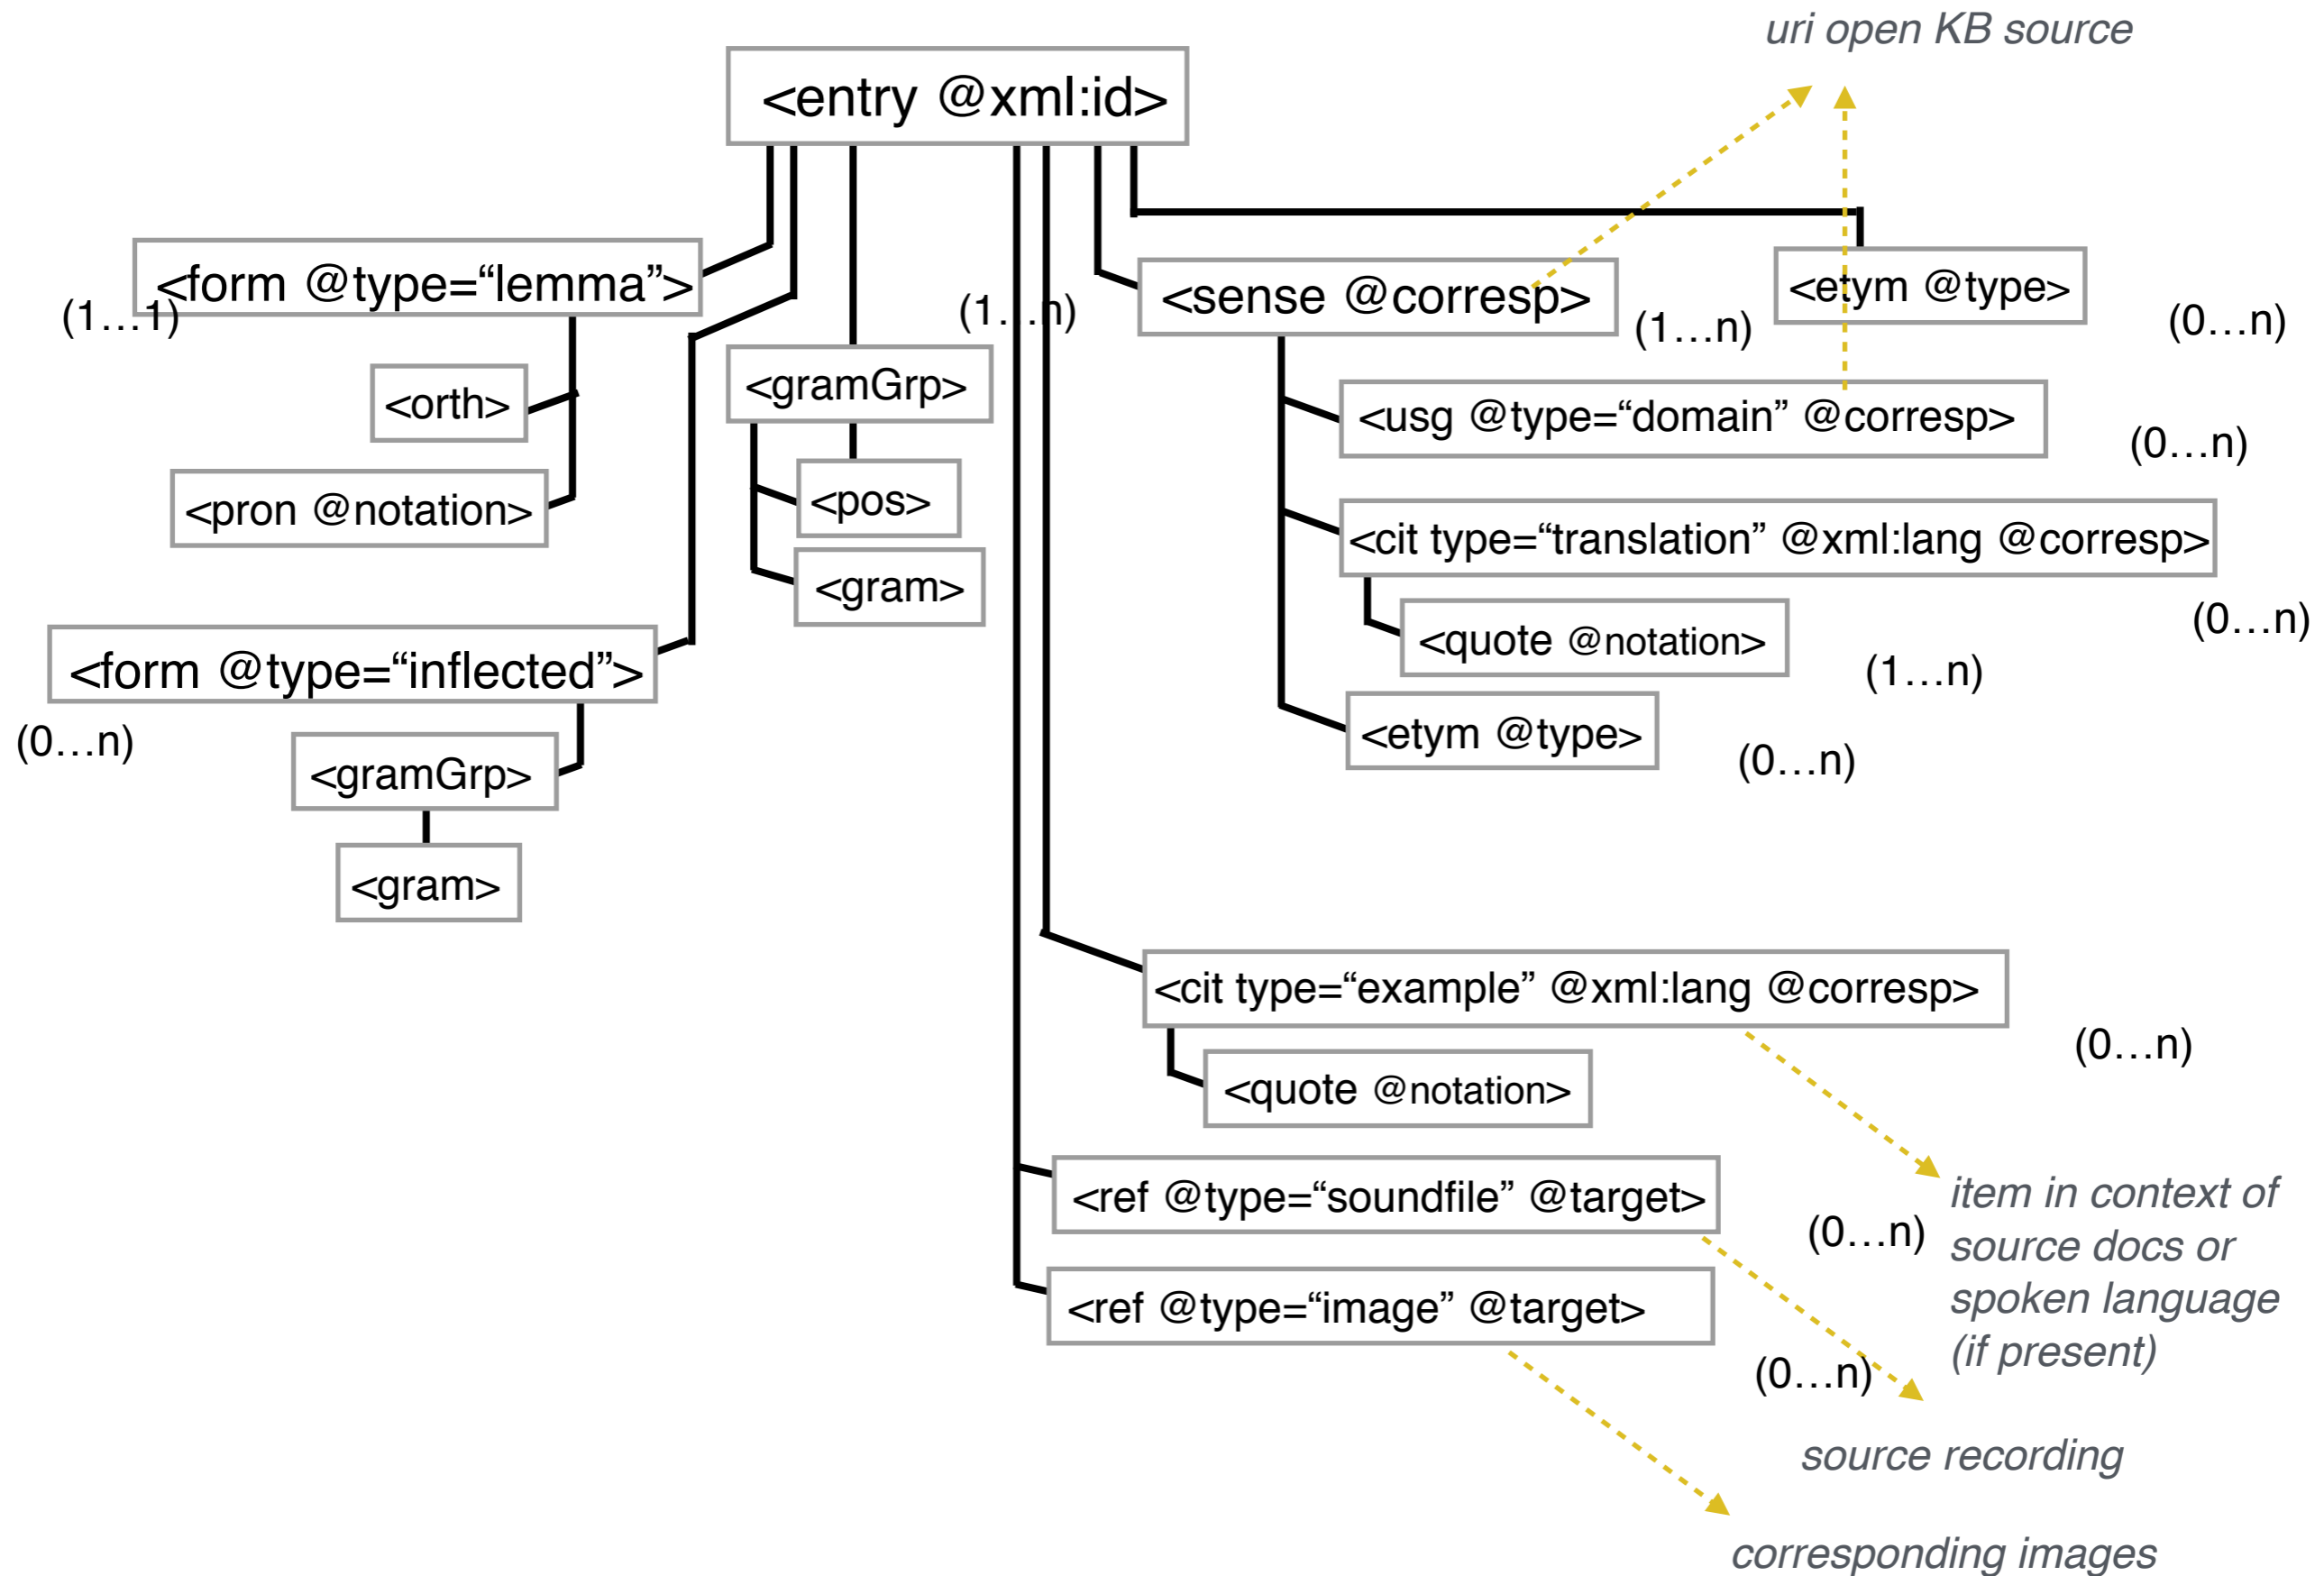 uri open KB source
<entry @xml:id>
<form @type=“lemma”>
(1…1)
<orth>
<pron @notation>
<form @type=“inflected”>
(0…n)
<gramGrp>
<gram>
(1…n)
<gramGrp>
<pos>
<gram>
<sense @corresp>
(1…n)
<etym @type>
(0…n)
<usg @type=“domain” @corresp>
(0…n)
<cit type=“translation” @xml:lang @corresp>
(0…n)
<quote @notation>
(1…n)
<etym @type>
(0…n)
<cit type=“example” @xml:lang @corresp>
(0…n)
<quote @notation>
<ref @type=“soundfile” @target>
(0…n)
<ref @type=“image” @target>
(0…n)
item in context of
source docs or
spoken language
(if present)
source recording
corresponding images